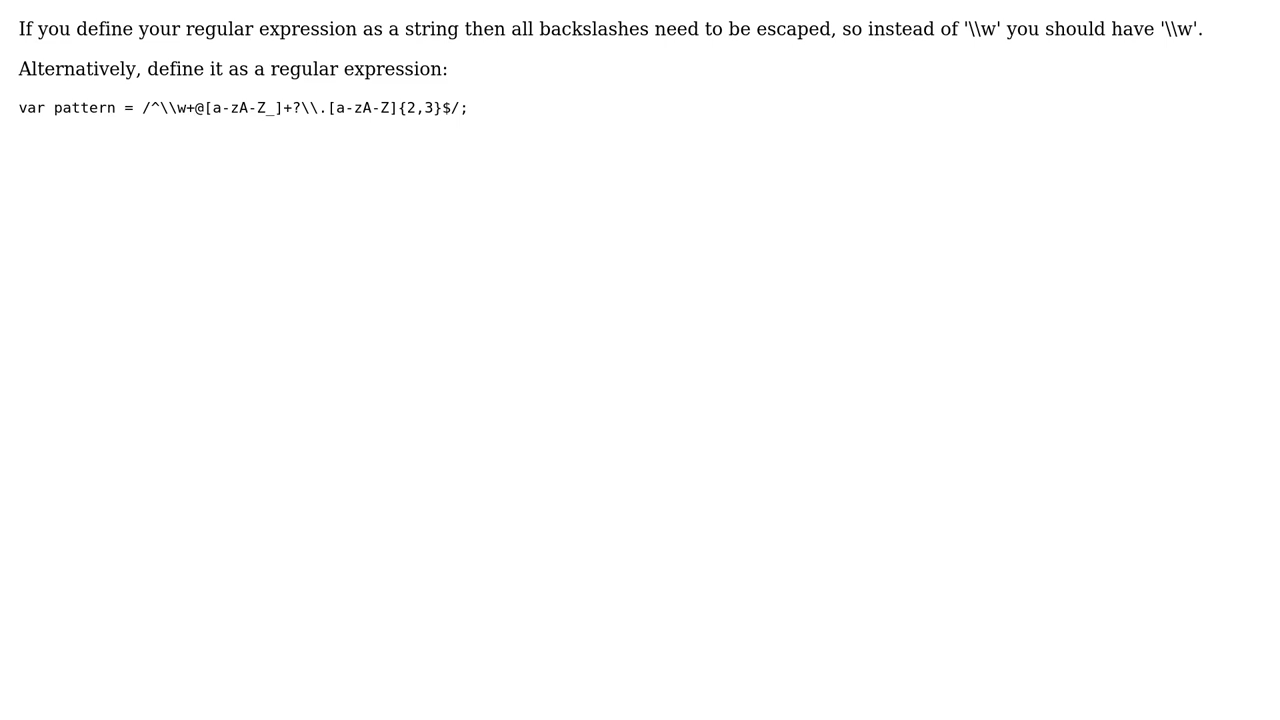 If you define your regular expression as a string then all backslashes need to be escaped, so instead of '\\w' you should have '\\w'.
Alternatively, define it as a regular expression:
var pattern = /^\\w+@[a-zA-Z_]+?\\.[a-zA-Z]{2,3}$/;